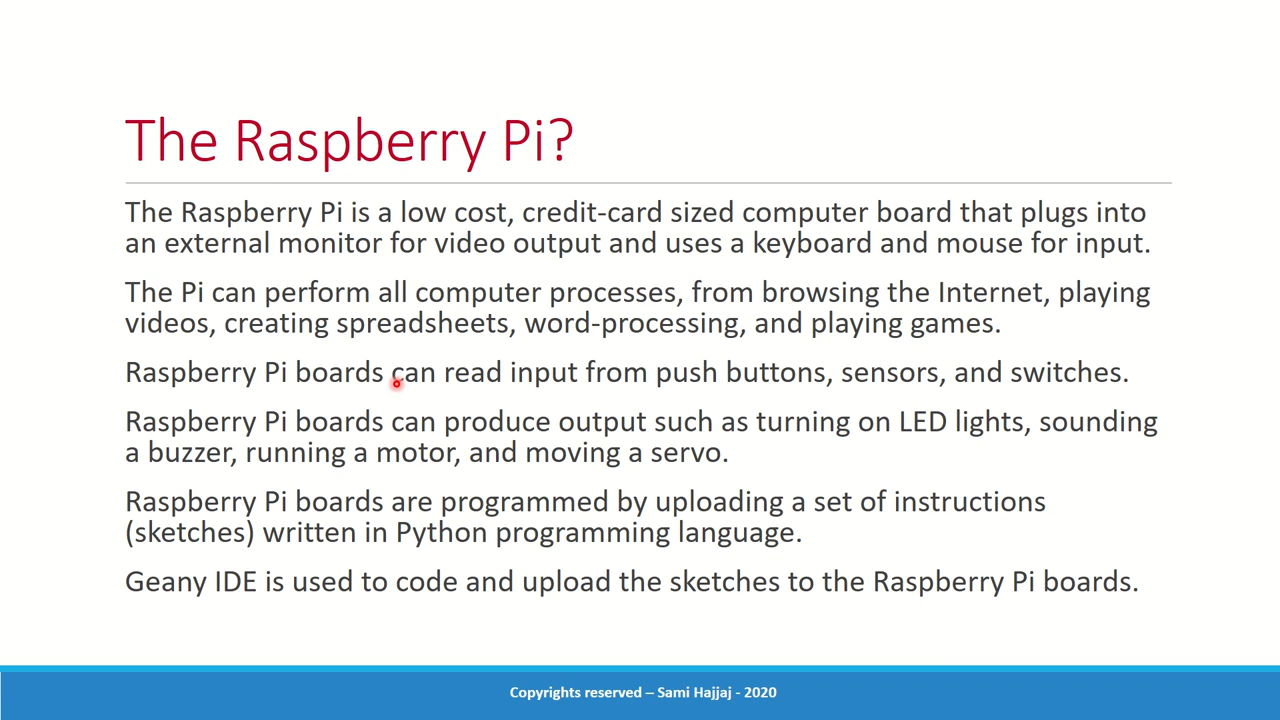 The Raspberry Pi?
The Raspberry Pi is a low cost, credit-card sized computer board that plugs into
an external monitor for video output and uses a keyboard and mouse for input.
The Pi can perform all computer processes, from browsing the Internet, playing
videos, creating spreadsheets, word-processing, and playing games.
Raspberry Pi boards can read input from push buttons, sensors, and switches.
Raspberry Pi boards can produce output such as turning on LED lights, sounding
a buzzer, running a motor, and moving a servo.
Raspberry Pi boards are programmed by uploading a set of instructions
(sketches) written in Python programming language.
Geany IDE is used to code and upload the sketches to the Raspberry Pi boards.
Copyrights reserved – Sami Hajjaj - 2020